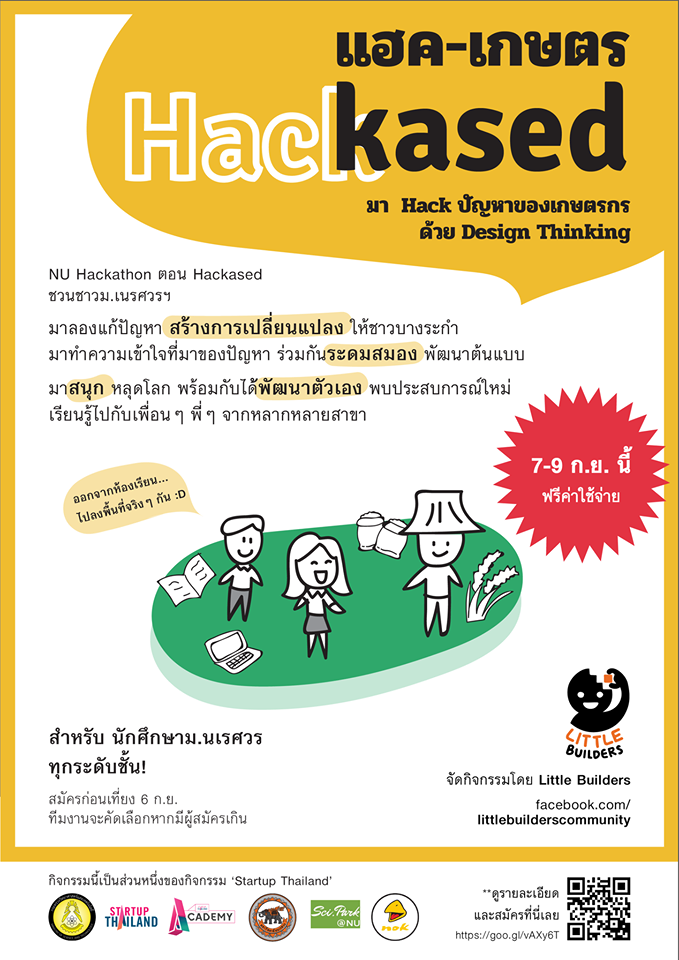 แฮค-เกษตร
Hackkased
มา Hack ปัญหาของเกษตรกร
ด้วย Design Thinking
NU Hackathon ตอน Hackased
ชวนชาวม.เนรศวรฯ
มาลองแก้ปัญหา สร้างการเปลี่ยนแปลง ให้ชาวบางระกำ
มาทำความเข้าใจที่มาของปัญหา ร่วมกันระดมสมอง พัฒนาต้นแบบ
มาสนุก หลุดโลก พร้อมกับได้พัฒนาตัวเอง พบประสบการณ์ใหม่
เรียนรู้ไปกับเพื่อน ๆ พี่ ๆ จากหลากหลายสาขา
7-9 ก.ย. นี้
ฟรีค่าใช้จ่าย
ออกจากห้องเรียน...
ไปลงพื้นที่จริง ๆ กัน :D
LITTLE
BUILDERS
สำหรับ นักศึกษาม.นเรศวร
ทุกระดับชั้น!
สมัครก่อนเที่ยง 6 ก.ย.
ทีมงานจะคัดเลือกหากมีผู้สมัครเกิน
จัดกิจกรรมโดย Little Builders
facebook.com/
littlebuilderscommunity
กิจกรรมนี้เป็นส่วนหนึ่งของกิจกรรม 'Startup Thailand'
STARTUP
THAILAND
ACADEMY
Sci.Park
@NU
nok
**ดูรายละเอียด
และสมัครที่นี่เลย
https://goo.gl/vAXy6T